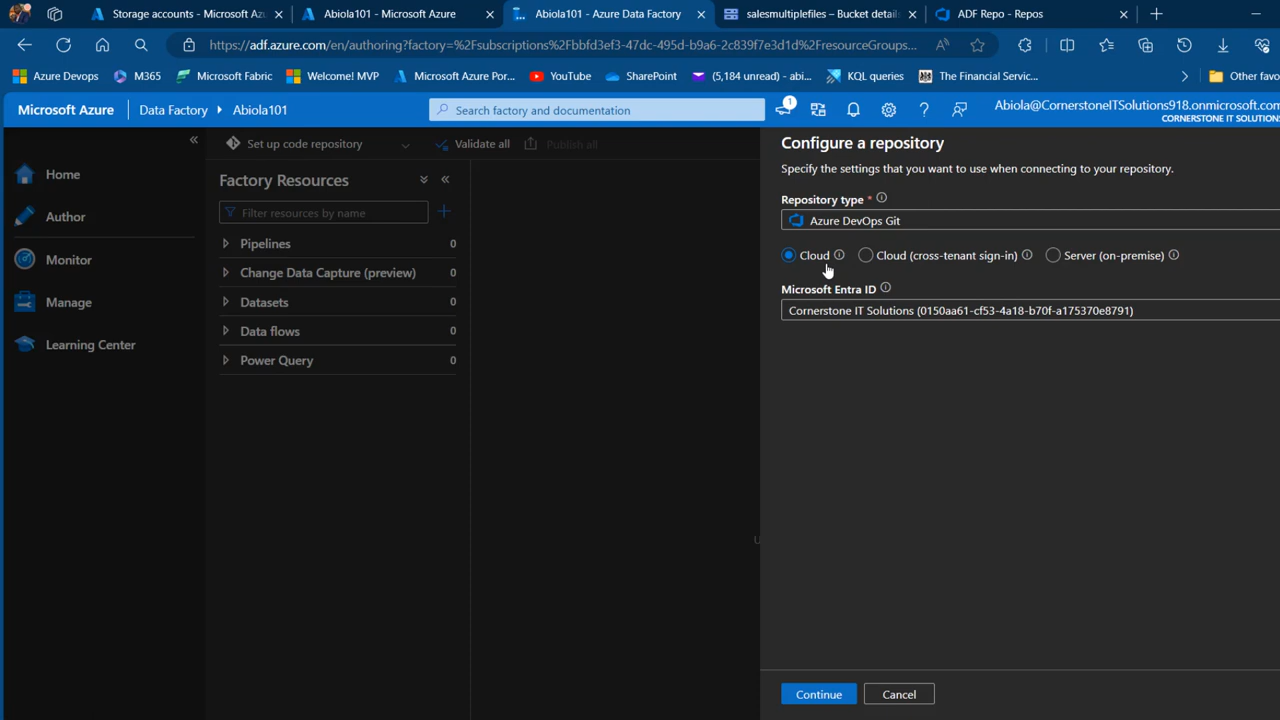 Storage accounts - Microsoft Az
Abiola101 - Microsoft Azure
Abiola101 - Azure Data Factory
salesmultiplefiles – Bucket details
ADF Repo - Repos
https://adf.azure.com/en/authoring?factory=%2Fsubscriptions%2Fbbfd3ef3-47dc-495d-b9a6-2c839f7e3d1d%2FresourceGroups...
Azure Devops
M365
Microsoft Fabric
Welcome! MVP
Microsoft Azure Por...
YouTube
SharePoint
(5,184 unread) - abi...
KQL queries
The Financial Servic...
Other favo
Microsoft Azure
Data Factory
Abiola101
Search factory and documentation
1
Abiola@CornerstoneITSolutions918.onmicrosoft.com
CORNERSTONE IT SOLUTIONS
Home
Author
Monitor
Manage
Learning Center
Set up code repository
Validate all
Publish all
Factory Resources
Filter resources by name
Pipelines 0
Change Data Capture (preview) 0
Datasets 0
Data flows 0
Power Query 0
Configure a repository
Specify the settings that you want to use when connecting to your repository.
Repository type *
Azure DevOps Git
Cloud
Cloud (cross-tenant sign-in)
Server (on-premise)
Microsoft Entra ID
Cornerstone IT Solutions (0150aa61-cf53-4a18-b70f-a175370e8791)
Continue
Cancel